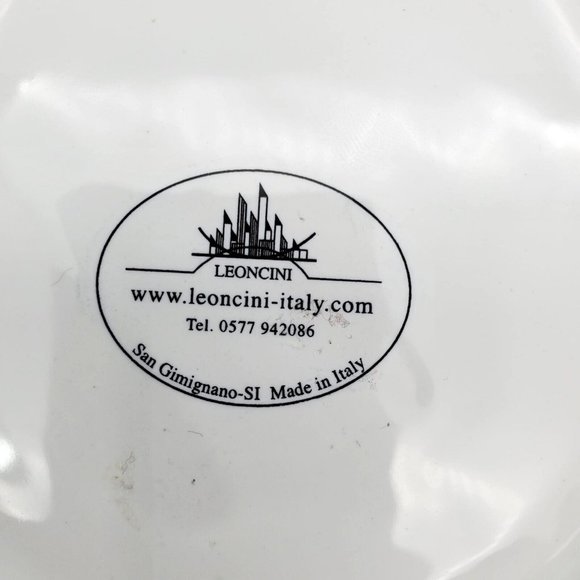 LEONCINI
www.leoncini-italy.com
Tel. 0577 942086
San Gimignano-SI Made in Italy